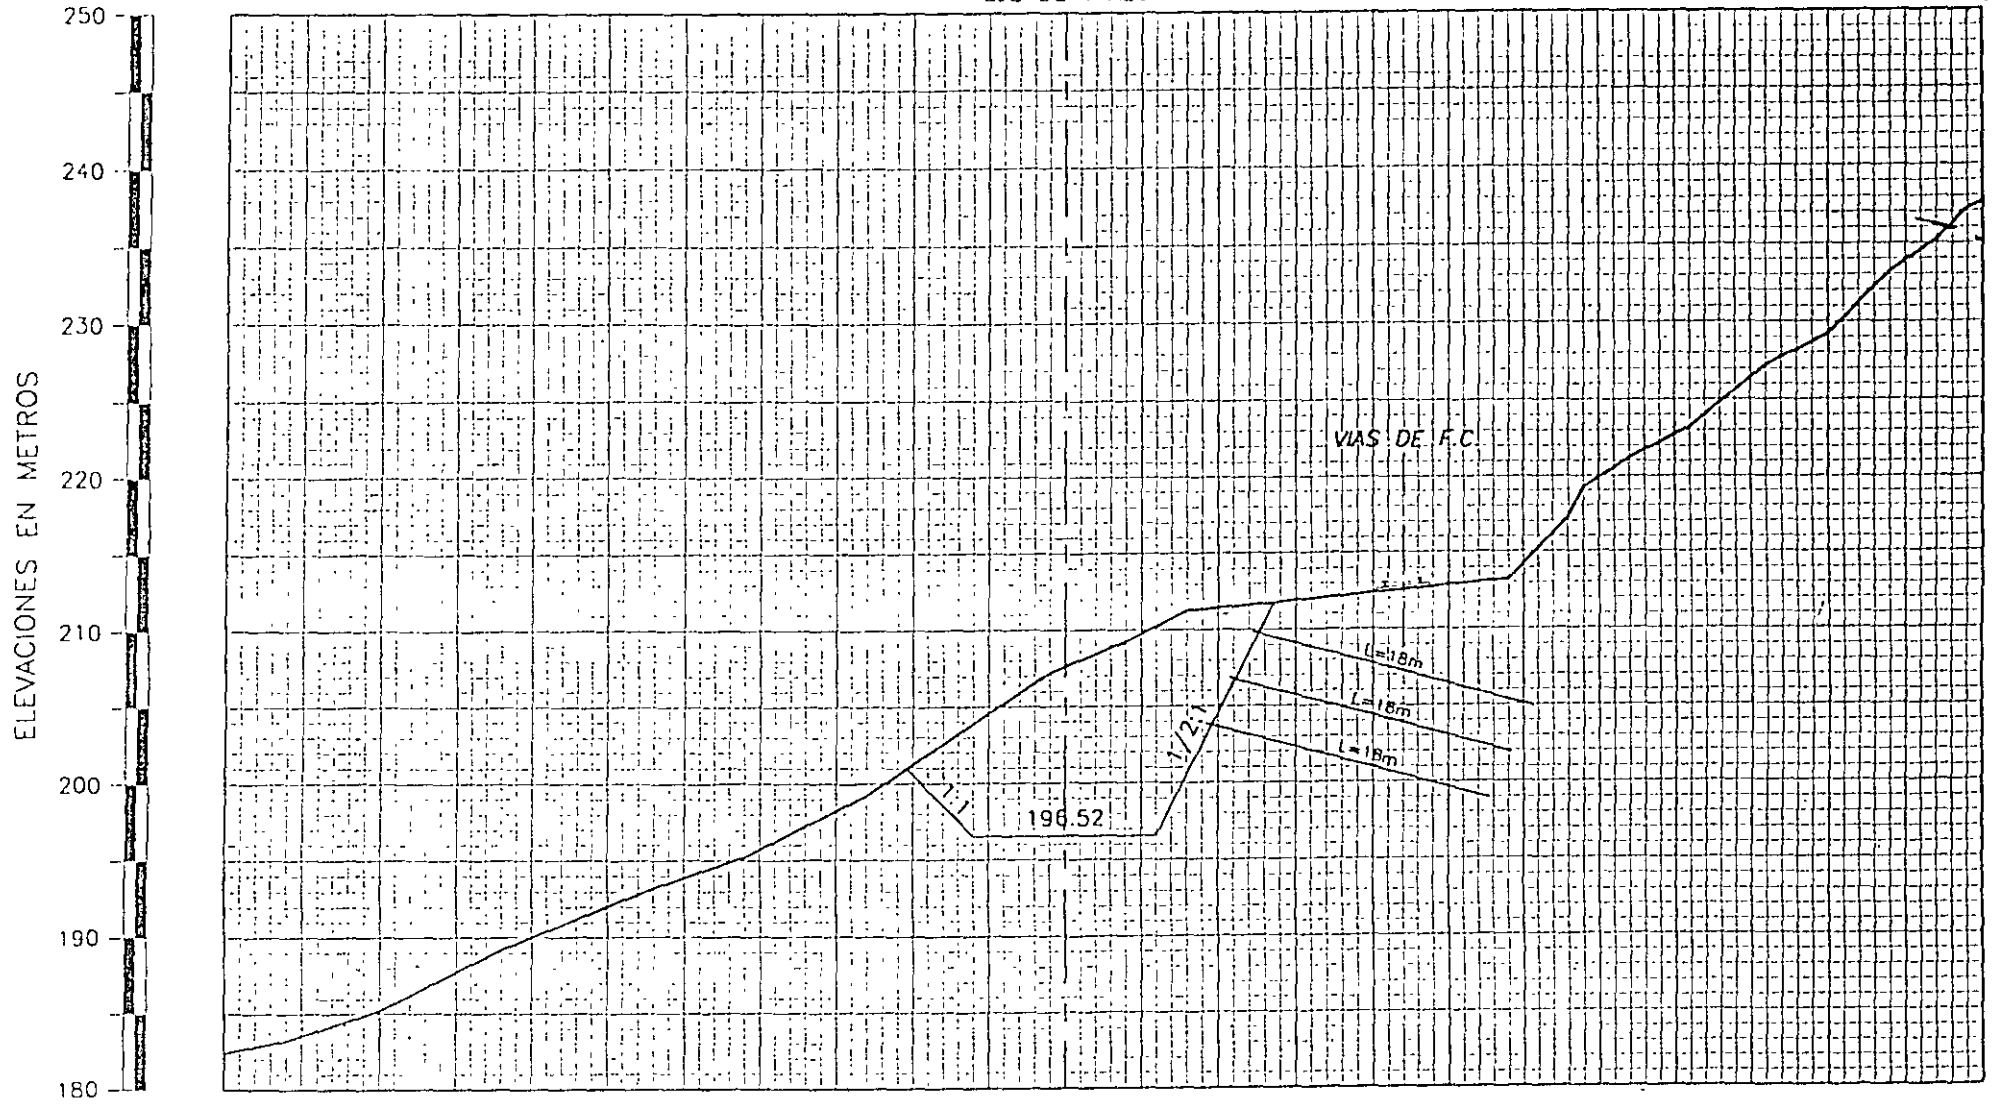 250
240
230
220
210
200
190
180
ELEVACIONES EN METROS
VIAS DE F.C.
L=18m
L=18m
L=18m
1/2:1
1:1
196.52